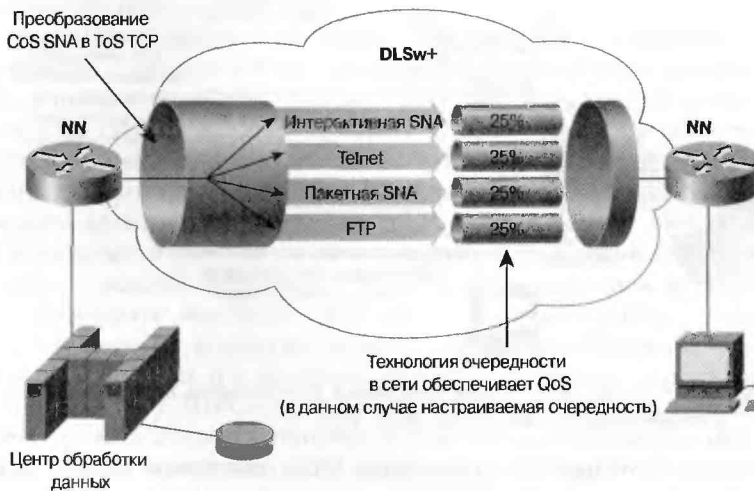 Преобразование
CoS SNA в ToS TCP
DLSw+
NN
NN
Интерактивная SNA
25%
Telnet
25%
Пакетная SNA
25%
FTP
25%
Технология очередности
в сети обеспечивает QoS
(в данном случае настраиваемая очередность)
Центр обработки
данных